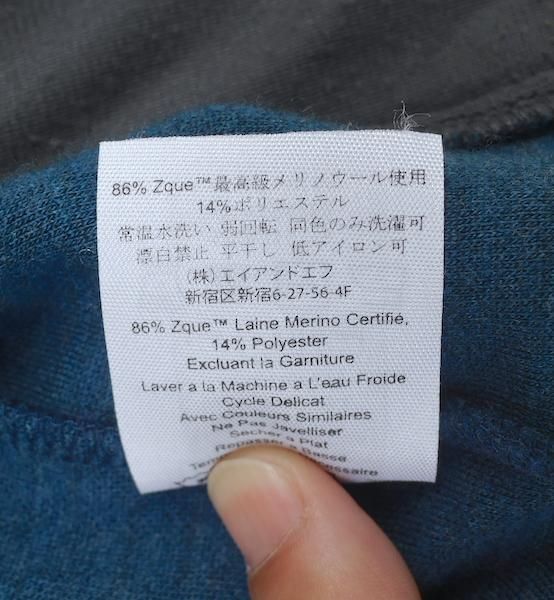 86% Zque™最高級メリノウール使用
14%ポリエステル
常温水洗い 弱回転 同色のみ洗濯可
漂白禁止 平干し 低アイロン可
(株)エイアンドエフ
新宿区新宿6-27-56-4F
86% Zque™ Laine Merino Certifié,
14% Polyester
Excluant la Garniture
Laver a la Machine a L'eau Froide
Cycle Delicat
Avec Couleurs Similaires
Ne Pas Javelliser
Secher a Plat
Repasser a Basse